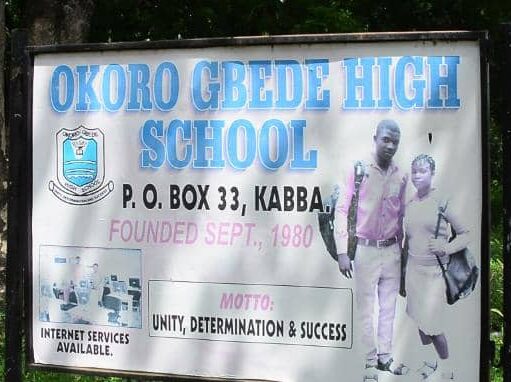 OKORO GBEDE HIGH
SCHOOL
P. O. BOX 33, KABBA.
FOUNDED SEPT., 1980
MOTTO:
UNITY, DETERMINATION & SUCCESS
INTERNET SERVICES
AVAILABLE.